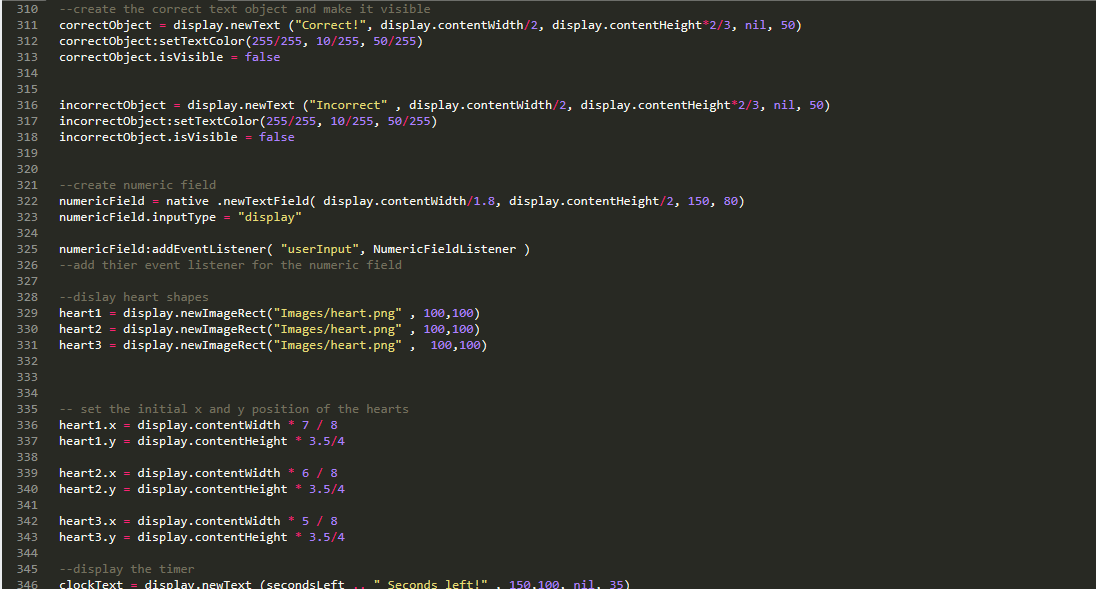 310 --create the correct text object and make it visible
311 correctObject = display.newText ("Correct!", display.contentWidth/2, display.contentHeight*2/3, nil, 50)
312 correctObject:setTextColor(255/255, 10/255, 50/255)
313 correctObject.isVisible = false
314
315
316 incorrectObject = display.newText ("Incorrect" , display.contentWidth/2, display.contentHeight*2/3, nil, 50)
317 incorrectObject:setTextColor(255/255, 10/255, 50/255)
318 incorrectObject.isVisible = false
319
320
321 --create numeric field
322 numericField = native .newTextField( display.contentWidth/1.8, display.contentHeight/2, 150, 80)
323 numericField.inputType = "display"
324
325 numericField:addEventListener( "userInput", NumericFieldListener )
326 --add thier event listener for the numeric field
327
328 --dislay heart shapes
329 heart1 = display.newImageRect("Images/heart.png" , 100,100)
330 heart2 = display.newImageRect("Images/heart.png" , 100,100)
331 heart3 = display.newImageRect("Images/heart.png" ,  100,100)
332
333
334
335 -- set the initial x and y position of the hearts
336 heart1.x = display.contentWidth * 7 / 8
337 heart1.y = display.contentHeight * 3.5/4
338
339 heart2.x = display.contentWidth * 6 / 8
340 heart2.y = display.contentHeight * 3.5/4
341
342 heart3.x = display.contentWidth * 5 / 8
343 heart3.y = display.contentHeight * 3.5/4
344
345 --display the timer
346 clockText = display.newText (secondsLeft .. " Seconds left!" , 150,100, nil, 35)